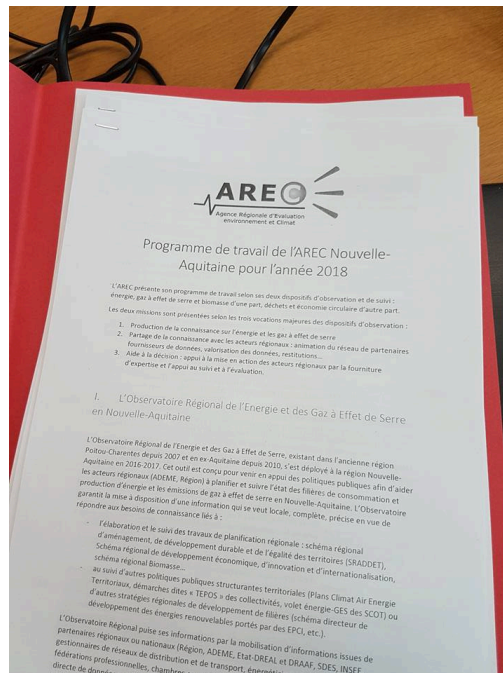 AREC
Agence Régionale d'Evaluation
environnement et Climat
Programme de travail de l'AREC Nouvelle-
Aquitaine pour l'année 2018
L'AREC présente son programme de travail selon ses deux dispositifs d'observation et de suivi :
énergie, gaz à effet de serre et biomasse d'une part, déchets et économie circulaire d'autre part.
Les deux missions sont présentées selon les trois vocations majeures des dispositifs d'observation :
1. Production de la connaissance sur l'énergie et les gaz à effet de serre
2. Partage de la connaissance avec les acteurs régionaux : animation du réseau de partenaires
fournisseurs de données, valorisation des données, restitutions...
3. Aide à la décision : appui à la mise en action des acteurs régionaux par la fourniture
d'expertise et l'appui au suivi et à l'évaluation.
I. L'Observatoire Régional de l'Energie et des Gaz à Effet de Serre
en Nouvelle-Aquitaine
L'Observatoire Régional de l'Energie et des Gaz à Effet de Serre, existant dans l'ancienne région
Poitou-Charentes depuis 2007 et en ex-Aquitaine depuis 2010, s'est déployé à la région Nouvelle-
Aquitaine en 2016-2017. Cet outil est conçu pour venir en appui des politiques publiques afin d'aider
les acteurs régionaux (ADEME, Région) à planifier et suivre l'état des filières de consommation et
production d'énergie et les émissions de gaz à effet de serre en Nouvelle-Aquitaine. L'Observatoire
garantit la mise à disposition d'une information qui se veut locale, complète, précise en vue de
répondre aux besoins de connaissance liés à :
- l'élaboration et le suivi des travaux de planification régionale : schéma régional
d'aménagement, de développement durable et de l'égalité des territoires (SRADDET),
Schéma régional de développement économique, d'innovation et d'internationalisation,
schéma régional Biomasse...
- au suivi d'autres politiques publiques structurantes territoriales (Plans Climat Air Energie
Territoriaux, démarches dites « TEPOS » des collectivités, volet énergie-GES des SCOT) ou
d'autres stratégies régionales de développement de filières (schéma directeur de
développement des énergies renouvelables portés par des EPCI, etc.).
L'Observatoire Régional puise ses informations par la mobilisation d'informations issues de
partenaires régionaux ou nationaux (Région, ADEME, Etat-DREAL et DRAAF, SDES, INSEE
gestionnaires de réseaux de distribution et de transport,
fédérations professionnelles,
directe de